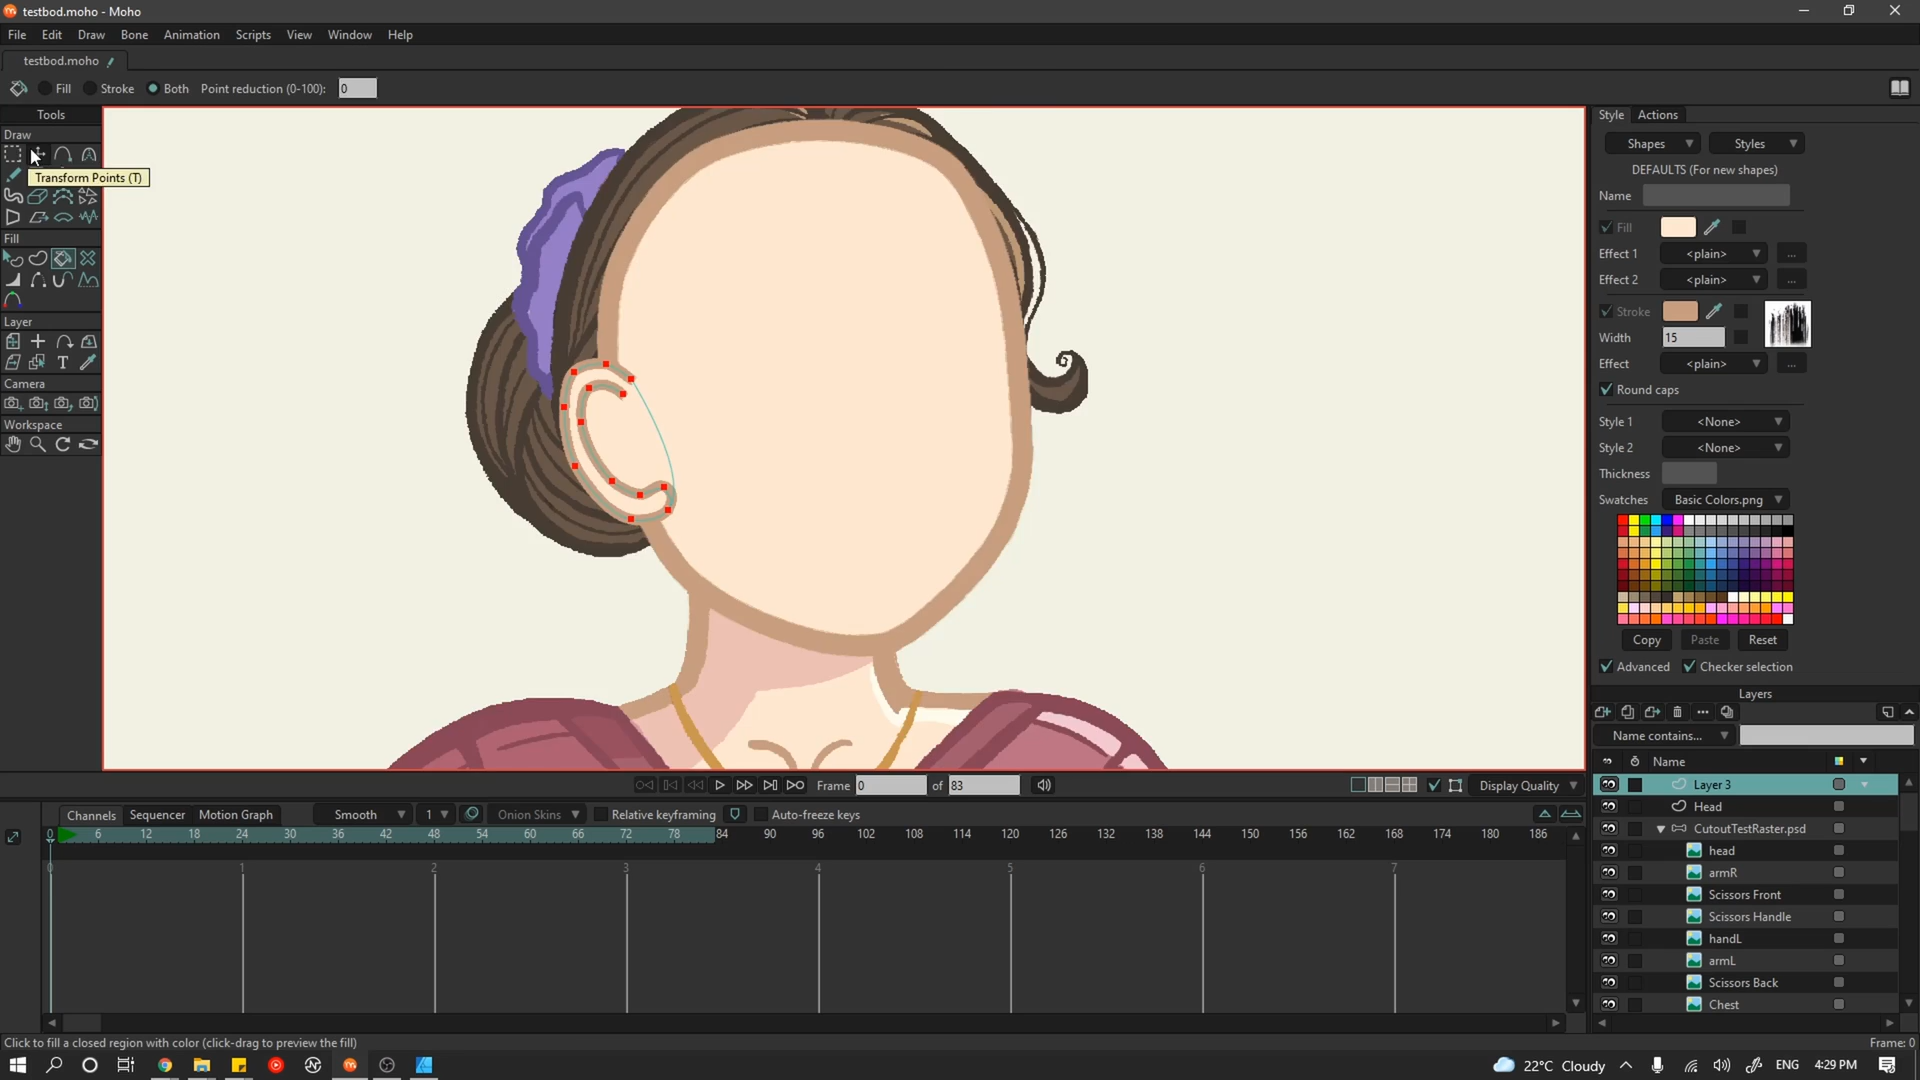 testbod.moho - Moho
File Edit Draw Bone Animation Scripts View Window Help
testbod.moho
Fill Stroke Both Point reduction (0-100): 0
Tools
Draw
Transform Points (T)
Fill
Layer
T
Camera
Workspace
Style Actions
Shapes Styles
DEFAULTS (For new shapes)
Name
Fill
Effect 1 <plain> ...
Effect 2 <plain> ...
Stroke
Width 15
Effect <plain> ...
Round caps
Style 1 <None>
Style 2 <None>
Thickness
Swatches Basic Colors.png
Copy Paste Reset
Advanced Checker selection
Layers
Name contains...
Name
Layer 3
Head
CutoutTestRaster.psd
head
armR
Scissors Front
Scissors Handle
handL
armL
Scissors Back
Chest
Frame 0 of 83 Display Quality
Channels Sequencer Motion Graph Smooth 1 Onion Skins Relative keyframing Auto-freeze keys
0 6 12 18 24 30 36 42 48 54 60 66 72 78 84 90 96 102 108 114 120 126 132 138 144 150 156 162 168 174 180 186
0 1 2 3 4 5 6 7
Click to fill a closed region with color (click-drag to preview the fill) Frame: 0
22°C Cloudy ENG 4:29 PM